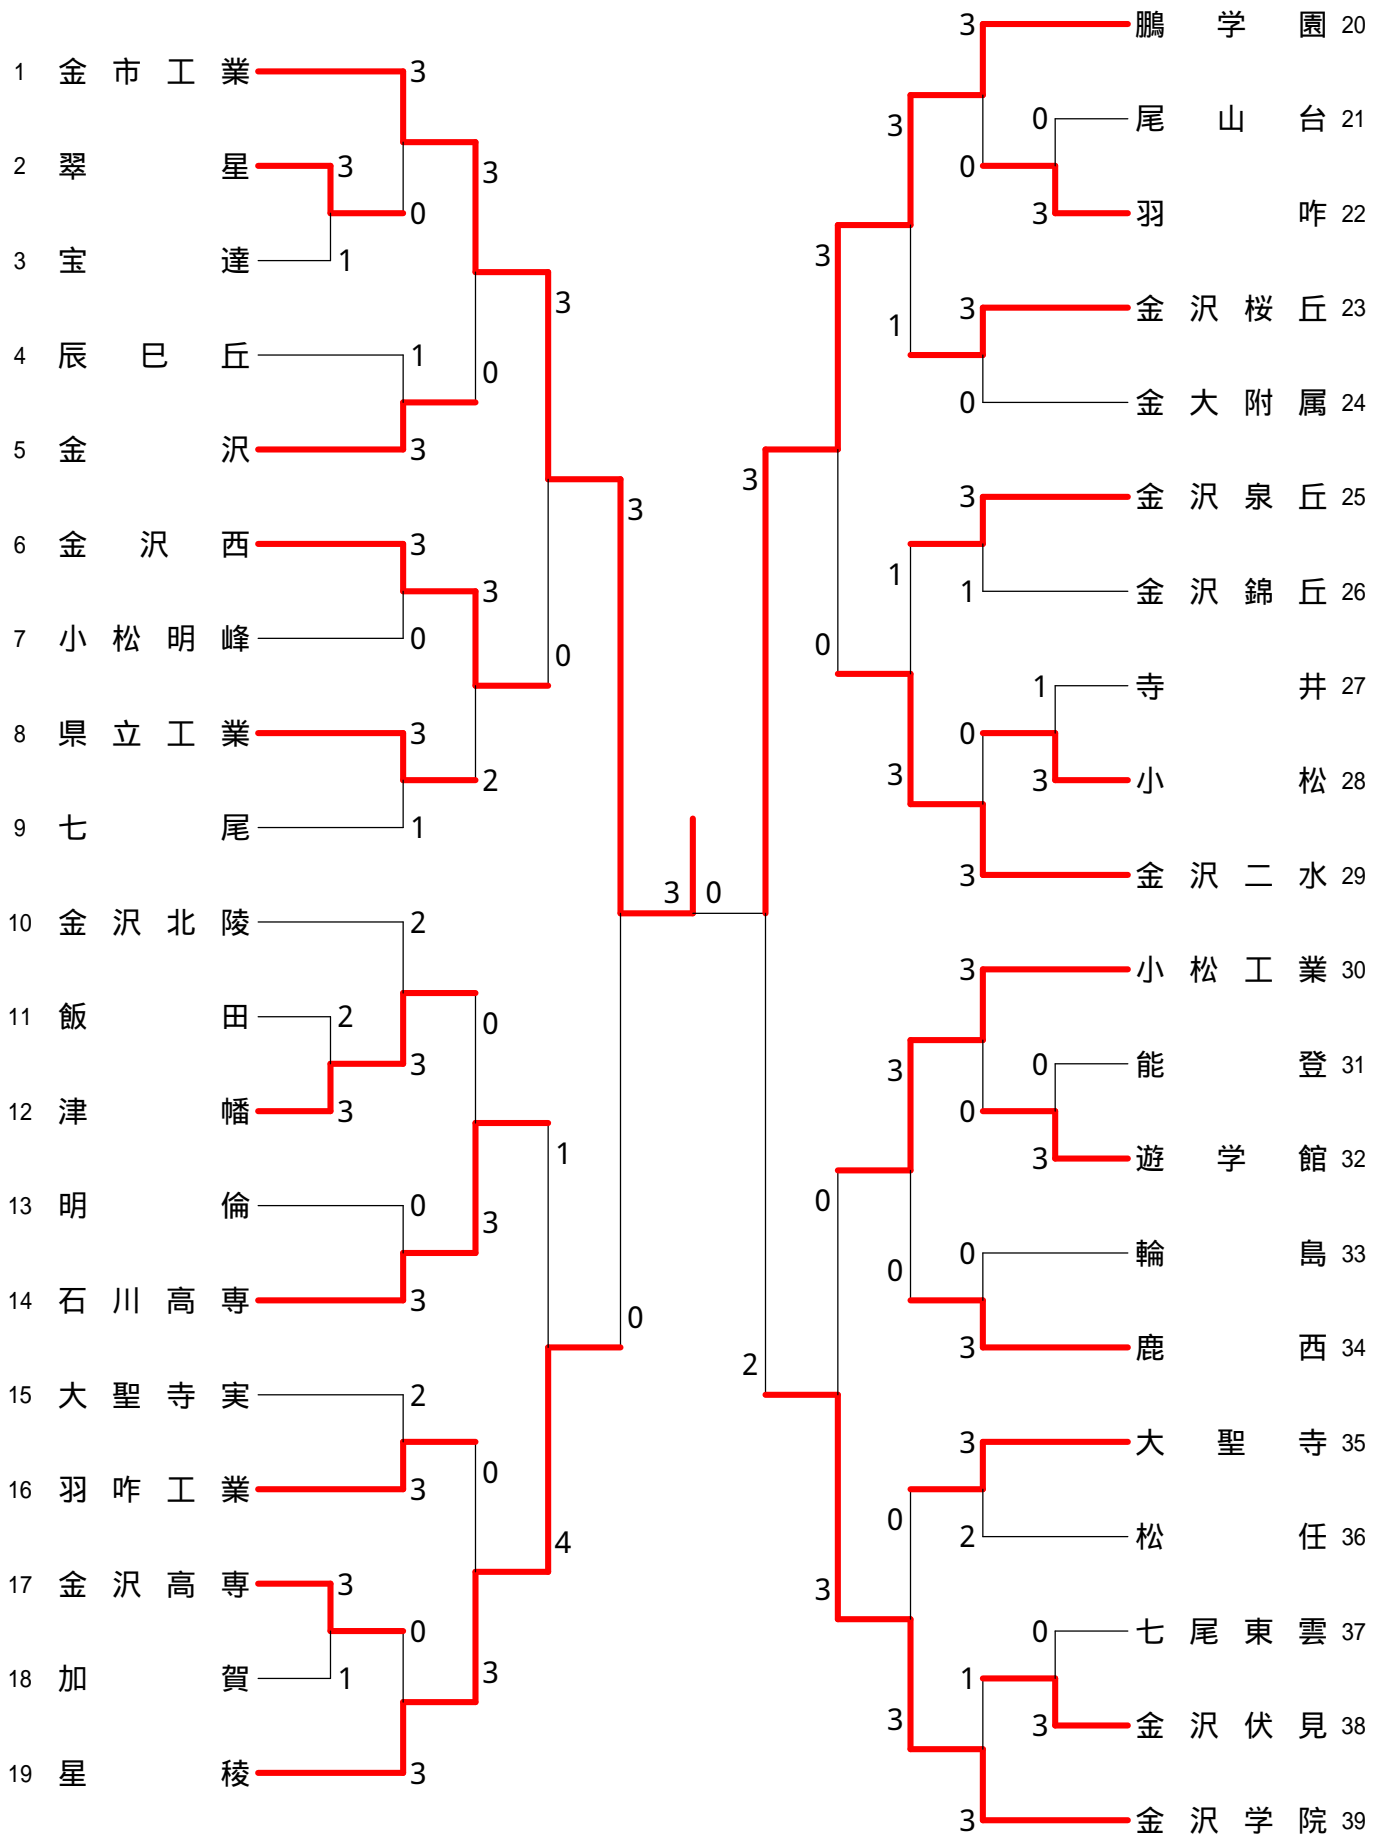 1 金市工業 3
2 翠星 3
3 宝達 1
0
3
4 辰巳丘 1
5 金沢 3
0
3
6 金沢西 3
7 小松明峰 0
3
8 県立工業 3
9 七尾 1
2
0
3
10 金沢北陵 2
11 飯田 2
12 津幡 3
3
0
13 明倫 0
14 石川高専 3
3
1
15 大聖寺実 2
16 羽咋工業 3
0
17 金沢高専 3
18 加賀 1
0
19 星稜 3
3
4
0
3 0
3 鵬学園 20
0 尾山台 21
3 羽咋 22
0
3
3 金沢桜丘 23
0 金大附属 24
1
3
3 金沢泉丘 25
1 金沢錦丘 26
1
1 寺井 27
3 小松 28
0
3 金沢二水 29
3
0
3
3 小松工業 30
0 能登 31
3 遊学館 32
0
3
0 輪島 33
3 鹿西 34
0
0
3 大聖寺 35
2 松任 36
0
0 七尾東雲 37
3 金沢伏見 38
1
3 金沢学院 39
3
3
2